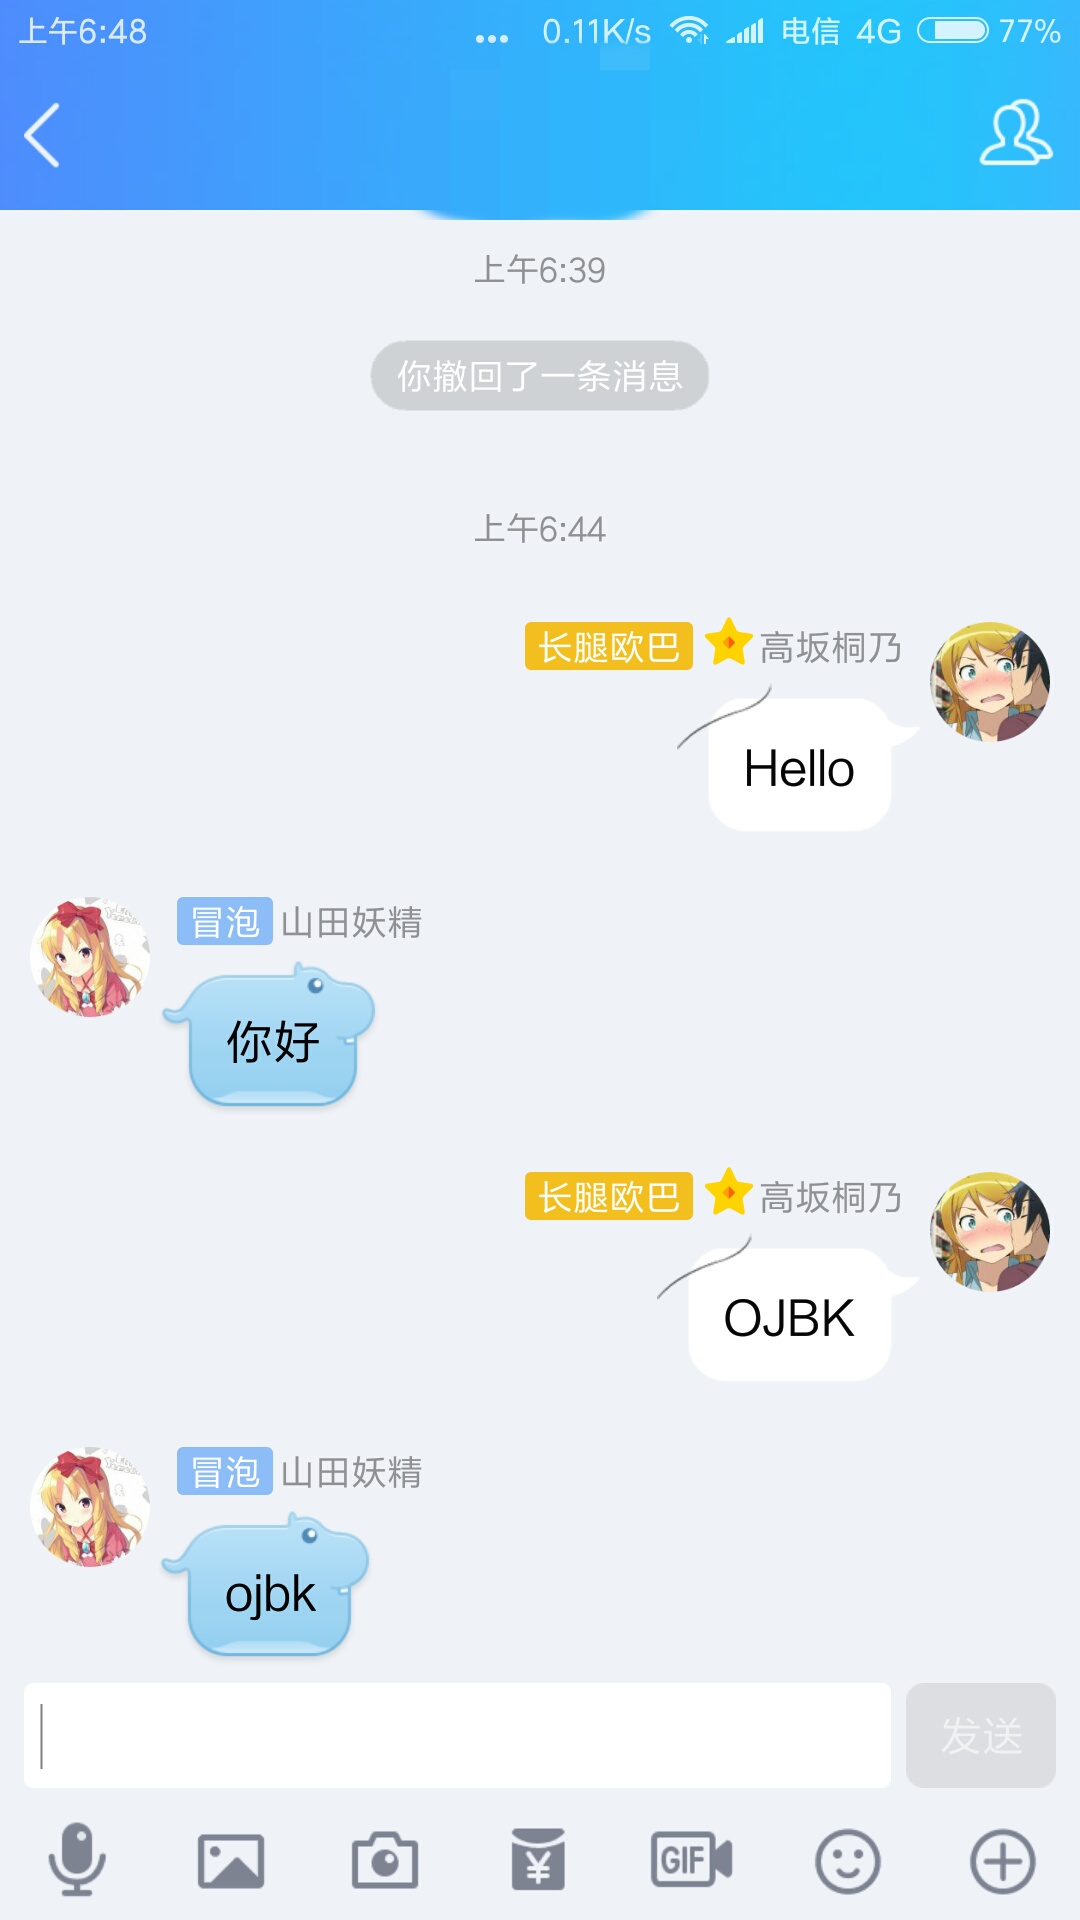 上午6:48 ... 0.11K/s 电信 4G 77%
上午6:39
你撤回了一条消息
上午6:44
长腿欧巴 高坂桐乃
Hello
冒泡 山田妖精
你好
长腿欧巴 高坂桐乃
OJBK
冒泡 山田妖精
ojbk
发送
¥ GIF